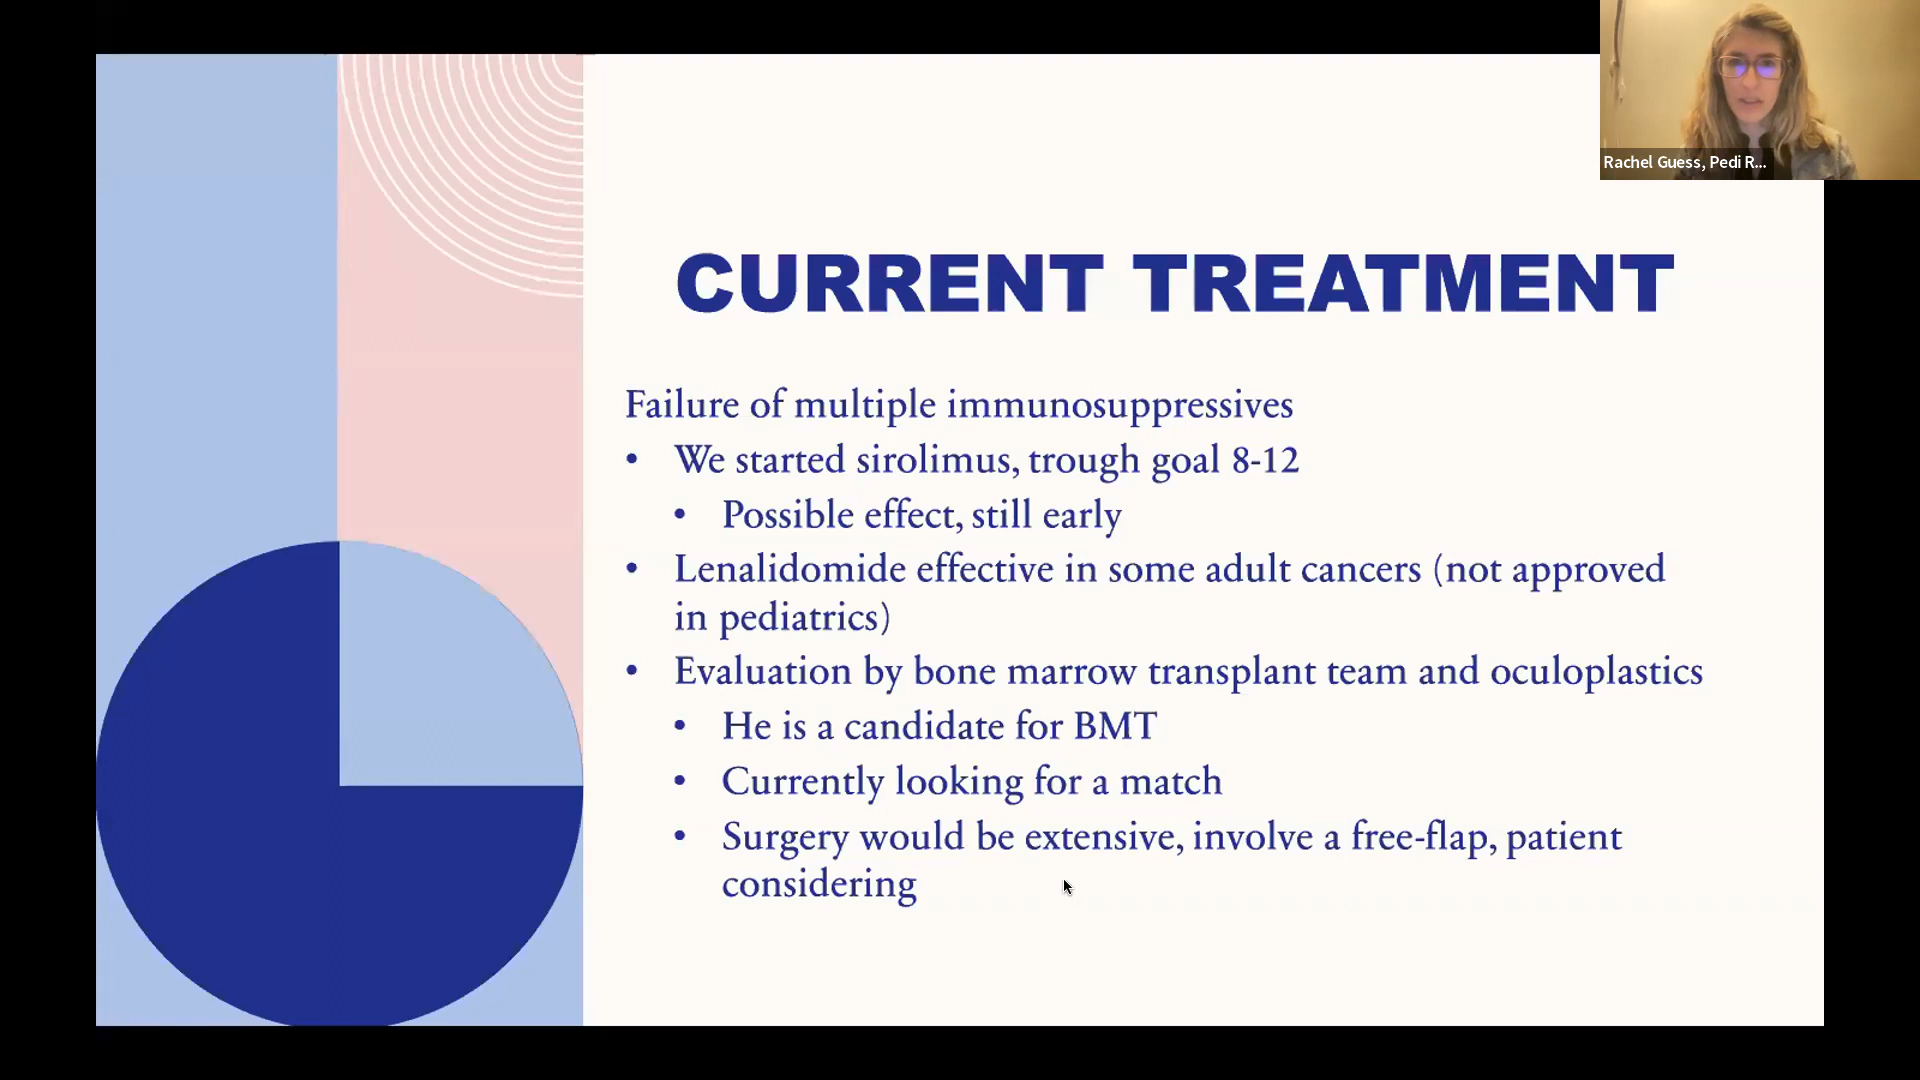 Rachel Guess, Pedi R...
CURRENT TREATMENT
Failure of multiple immunosuppressives
• We started sirolimus, trough goal 8-12
• Possible effect, still early
• Lenalidomide effective in some adult cancers (not approved
in pediatrics)
• Evaluation by bone marrow transplant team and oculoplastics
• He is a candidate for BMT
• Currently looking for a match
• Surgery would be extensive, involve a free-flap, patient
considering